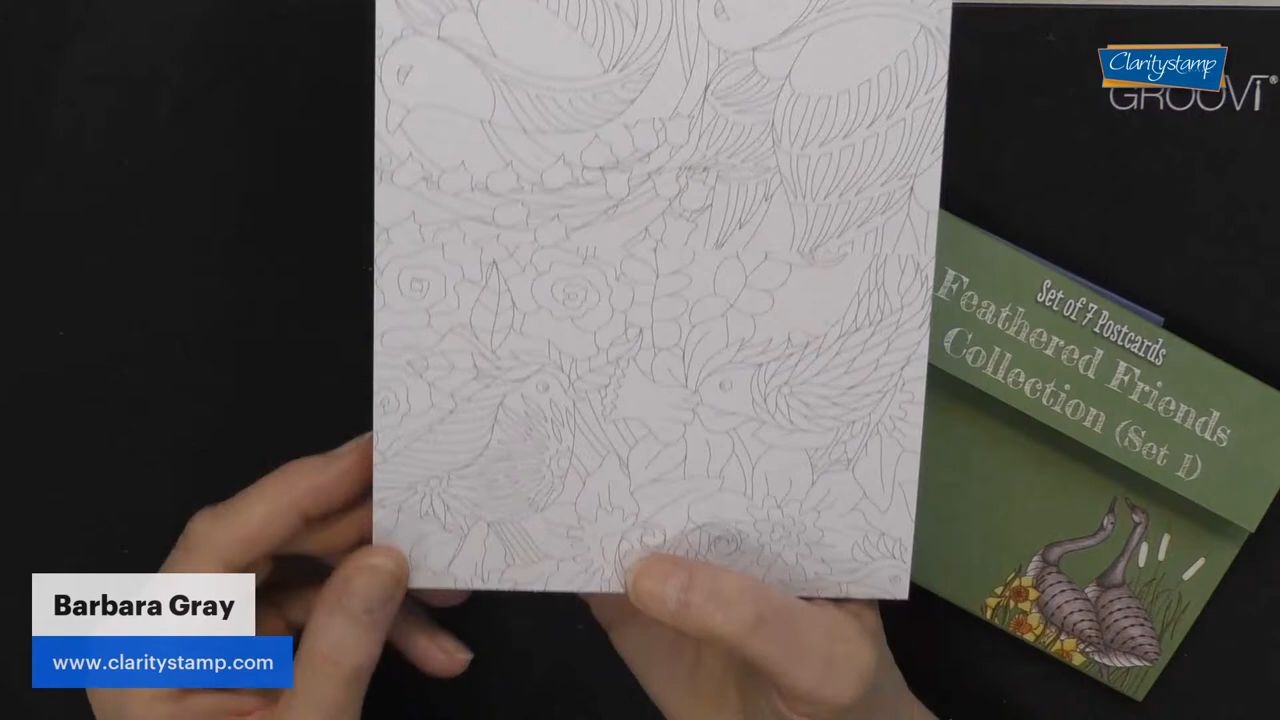 Claritystamp
GROOVI®
Set of 7 Postcards
Feathered Friends
Collection (Set 1)
Barbara Gray
www.claritystamp.com